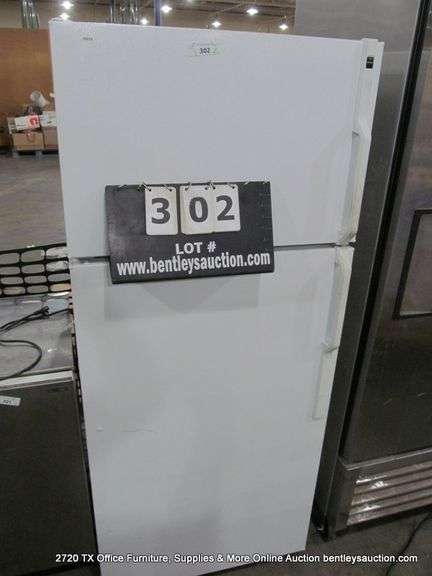 302
302
LOT #
www.bentleysauction.com
2720 TX Office Furniture, Supplies & More Online Auction bentleysauction.com